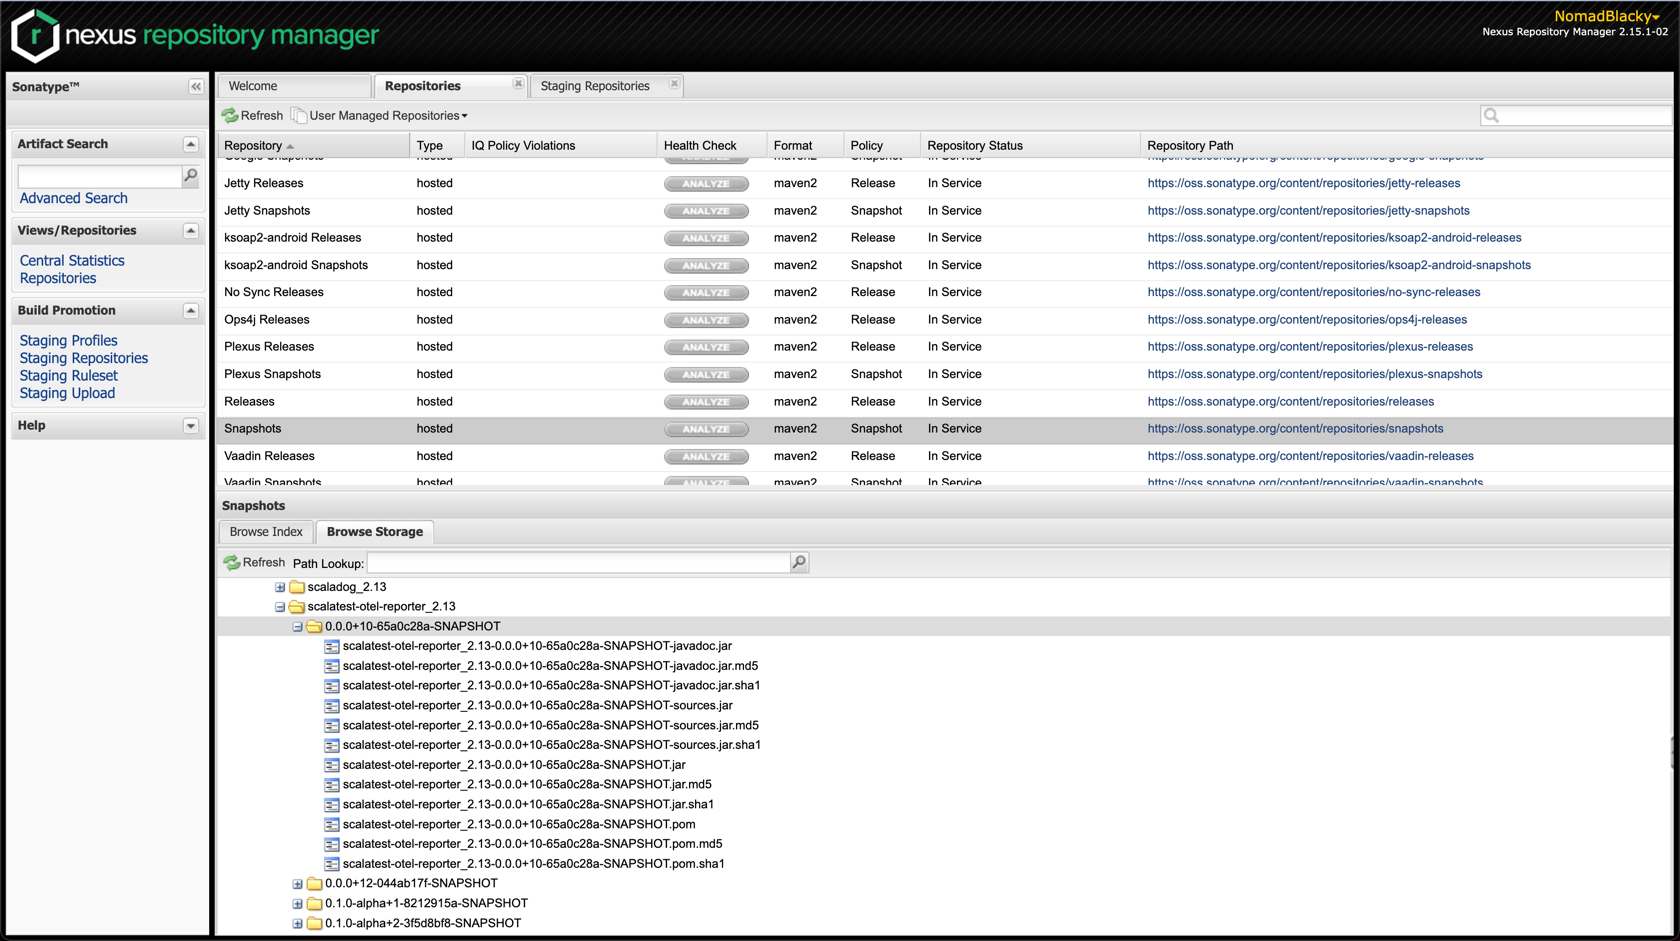 nexus repository manager
NomadBlacky
Nexus Repository Manager 2.15.1-02
Sonatype™
Artifact Search
Advanced Search
Views/Repositories
Central Statistics
Repositories
Build Promotion
Staging Profiles
Staging Repositories
Staging Ruleset
Staging Upload
Help
Welcome Repositories Staging Repositories
Refresh User Managed Repositories
Repository Type IQ Policy Violations Health Check Format Policy Repository Status Repository Path
Google Snapshots hosted ANALYZE maven2 Snapshot In Service https://oss.sonatype.org/content/repositories/google-snapshots
Jetty Releases hosted ANALYZE maven2 Release In Service https://oss.sonatype.org/content/repositories/jetty-releases
Jetty Snapshots hosted ANALYZE maven2 Snapshot In Service https://oss.sonatype.org/content/repositories/jetty-snapshots
ksoap2-android Releases hosted ANALYZE maven2 Release In Service https://oss.sonatype.org/content/repositories/ksoap2-android-releases
ksoap2-android Snapshots hosted ANALYZE maven2 Snapshot In Service https://oss.sonatype.org/content/repositories/ksoap2-android-snapshots
No Sync Releases hosted ANALYZE maven2 Release In Service https://oss.sonatype.org/content/repositories/no-sync-releases
Ops4j Releases hosted ANALYZE maven2 Release In Service https://oss.sonatype.org/content/repositories/ops4j-releases
Plexus Releases hosted ANALYZE maven2 Release In Service https://oss.sonatype.org/content/repositories/plexus-releases
Plexus Snapshots hosted ANALYZE maven2 Snapshot In Service https://oss.sonatype.org/content/repositories/plexus-snapshots
Releases hosted ANALYZE maven2 Release In Service https://oss.sonatype.org/content/repositories/releases
Snapshots hosted ANALYZE maven2 Snapshot In Service https://oss.sonatype.org/content/repositories/snapshots
Vaadin Releases hosted ANALYZE maven2 Release In Service https://oss.sonatype.org/content/repositories/vaadin-releases
Vaadin Snapshots hosted ANALYZE maven2 Snapshot In Service https://oss.sonatype.org/content/repositories/vaadin-snapshots
Snapshots
Browse Index Browse Storage
Refresh Path Lookup:
scaladog_2.13
scalatest-otel-reporter_2.13
0.0.0+10-65a0c28a-SNAPSHOT
scalatest-otel-reporter_2.13-0.0.0+10-65a0c28a-SNAPSHOT-javadoc.jar
scalatest-otel-reporter_2.13-0.0.0+10-65a0c28a-SNAPSHOT-javadoc.jar.md5
scalatest-otel-reporter_2.13-0.0.0+10-65a0c28a-SNAPSHOT-javadoc.jar.sha1
scalatest-otel-reporter_2.13-0.0.0+10-65a0c28a-SNAPSHOT-sources.jar
scalatest-otel-reporter_2.13-0.0.0+10-65a0c28a-SNAPSHOT-sources.jar.md5
scalatest-otel-reporter_2.13-0.0.0+10-65a0c28a-SNAPSHOT-sources.jar.sha1
scalatest-otel-reporter_2.13-0.0.0+10-65a0c28a-SNAPSHOT.jar
scalatest-otel-reporter_2.13-0.0.0+10-65a0c28a-SNAPSHOT.jar.md5
scalatest-otel-reporter_2.13-0.0.0+10-65a0c28a-SNAPSHOT.jar.sha1
scalatest-otel-reporter_2.13-0.0.0+10-65a0c28a-SNAPSHOT.pom
scalatest-otel-reporter_2.13-0.0.0+10-65a0c28a-SNAPSHOT.pom.md5
scalatest-otel-reporter_2.13-0.0.0+10-65a0c28a-SNAPSHOT.pom.sha1
0.0.0+12-044ab17f-SNAPSHOT
0.1.0-alpha+1-8212915a-SNAPSHOT
0.1.0-alpha+2-3f5d8bf8-SNAPSHOT